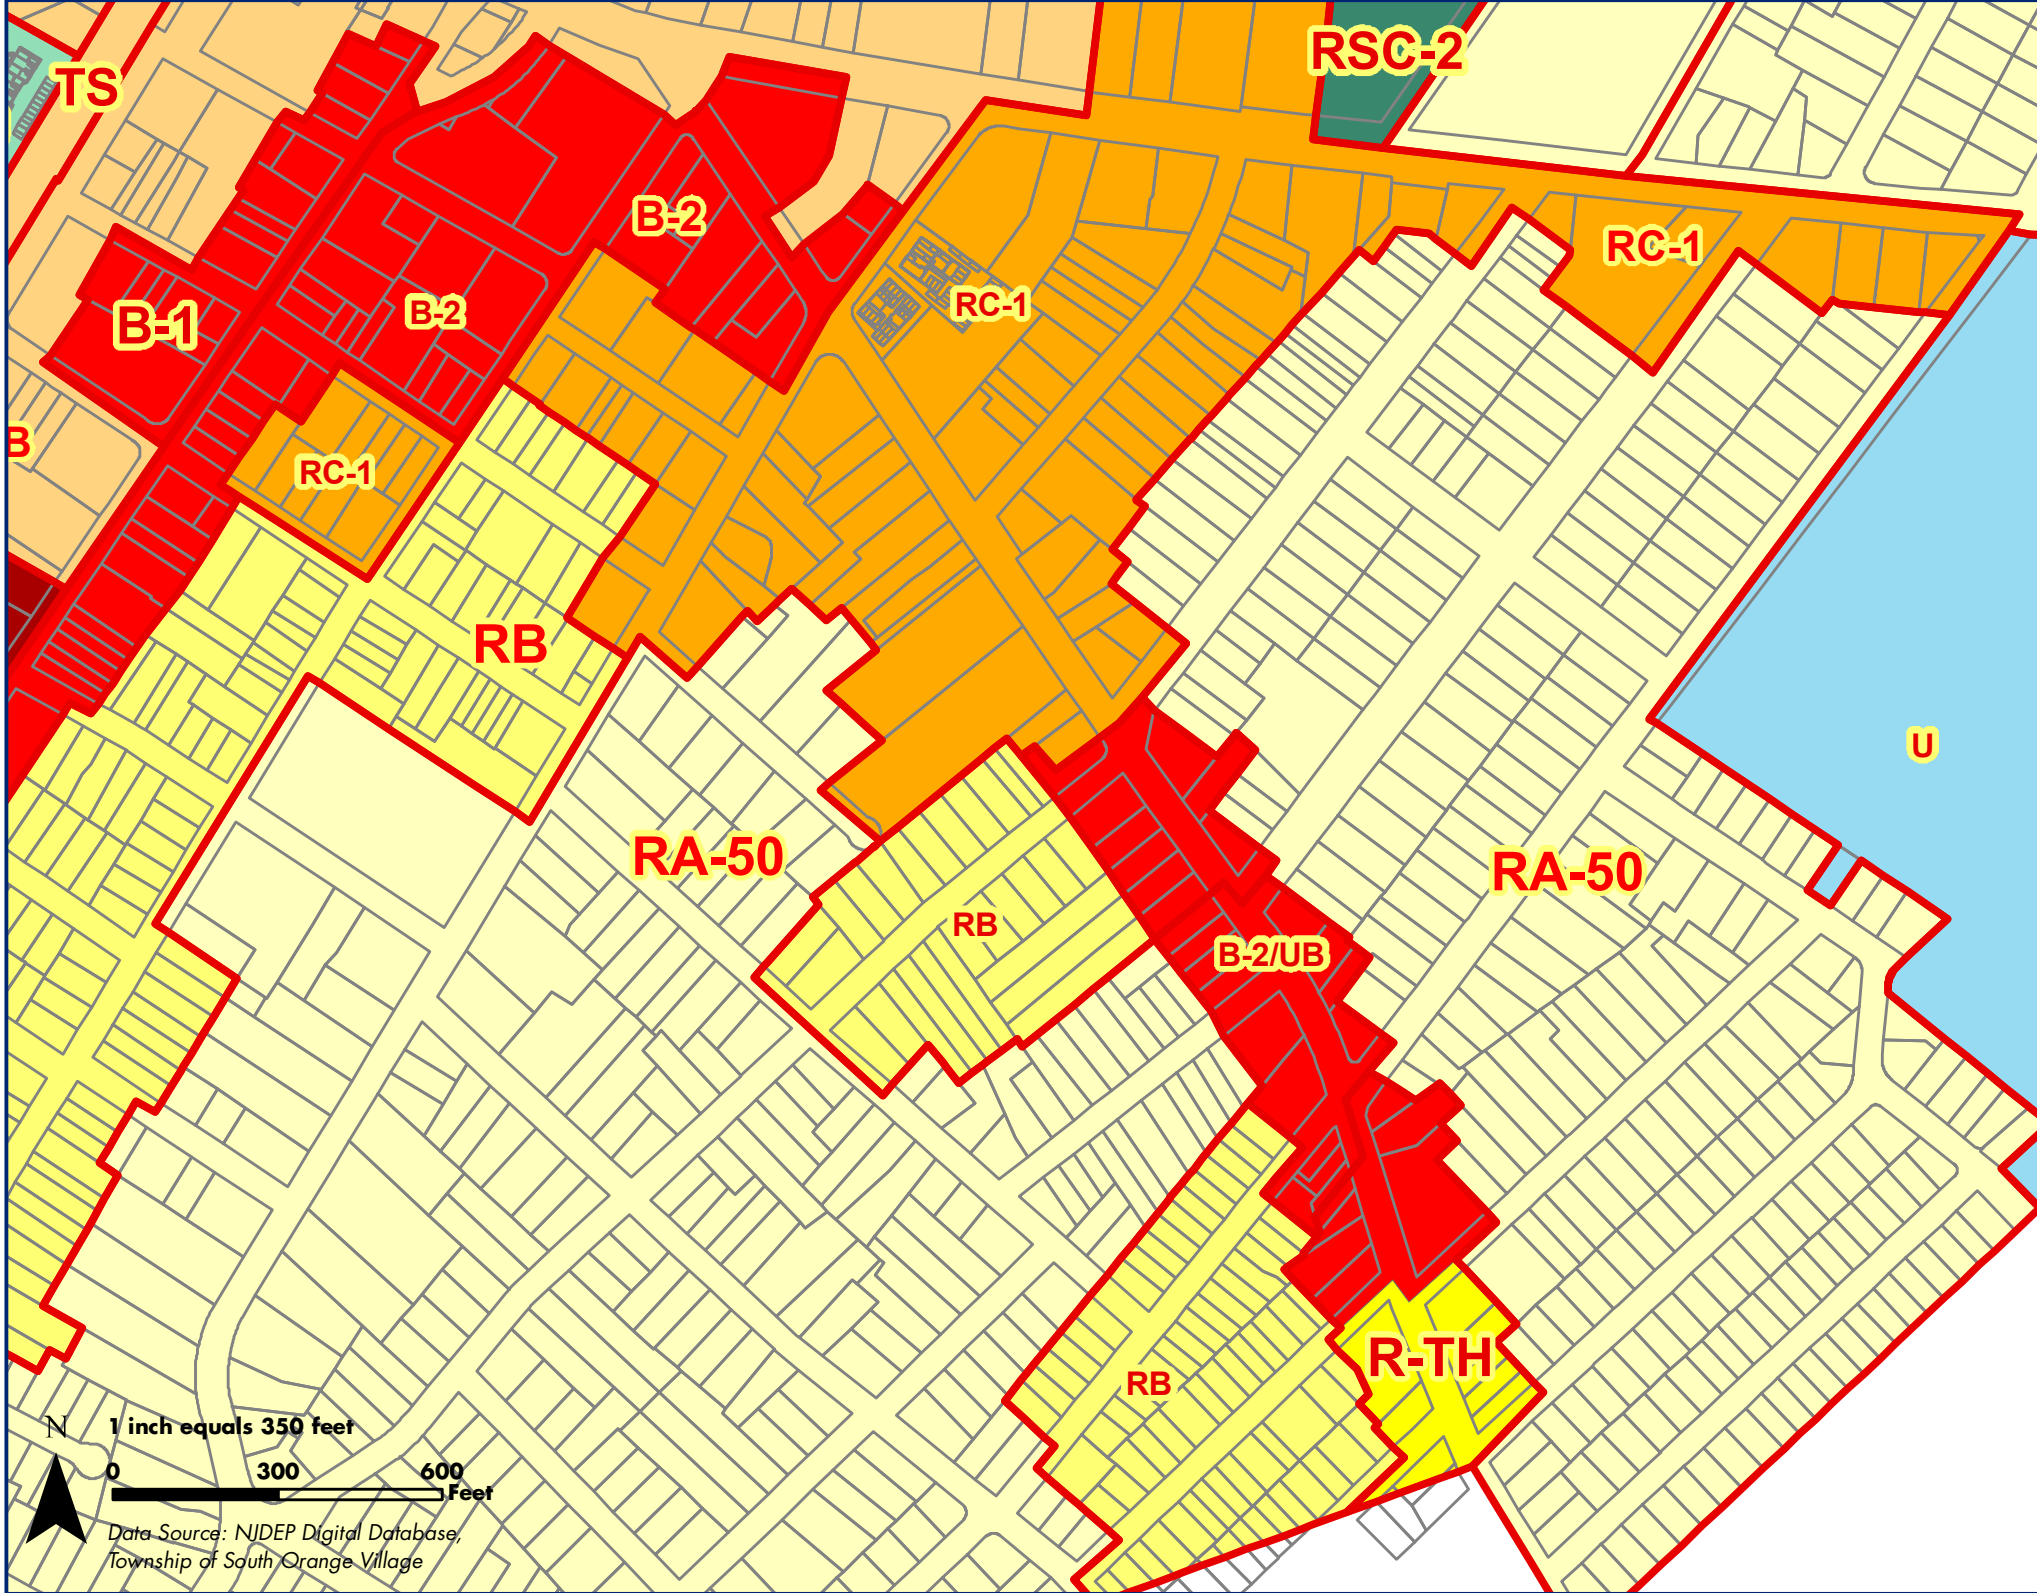 RSC-2
TS
B-2
RC-1
RC-1
B-1
B-2
B
RC-1
RB
U
RA-50
RA-50
RB
B-2/UB
R-TH
RB
N
1 inch equals 350 feet
0 300 600
Feet
Data Source: NJDEP Digital Database,
Township of South Orange Village